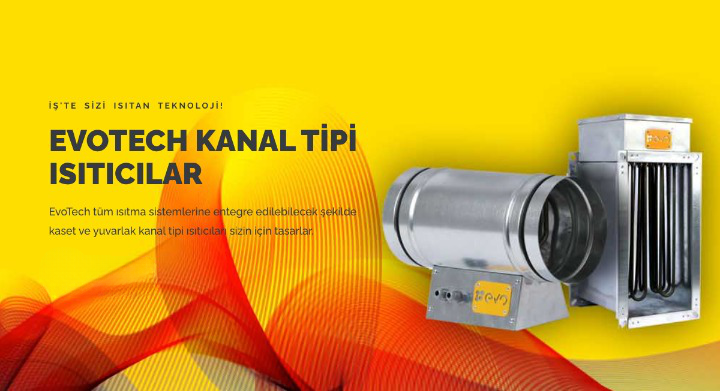 İŞ'TE SİZİ ISITAN TEKNOLOJİ!
EVOTECH KANAL TİPİ
ISITICILAR
EvoTech tüm ısıtma sistemlerine entegre edilebilecek şekilde
kaset ve yuvarlak kanal tipi ısıtıcıları sizin için tasarlar.
evo